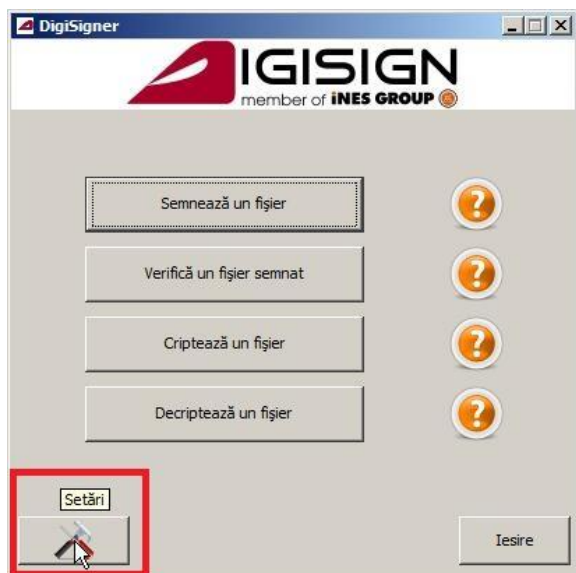 DigiSigner
DIGISIGN
member of iNES GROUP
Semnează un fişier
Verifică un fişier semnat
Criptează un fişier
Decriptează un fişier
Setări
Iesire